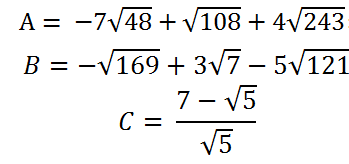 A = −7√48 + √108 + 4√243
B = −√169 + 3√7 − 5√121
C = (7 − √5)/√5